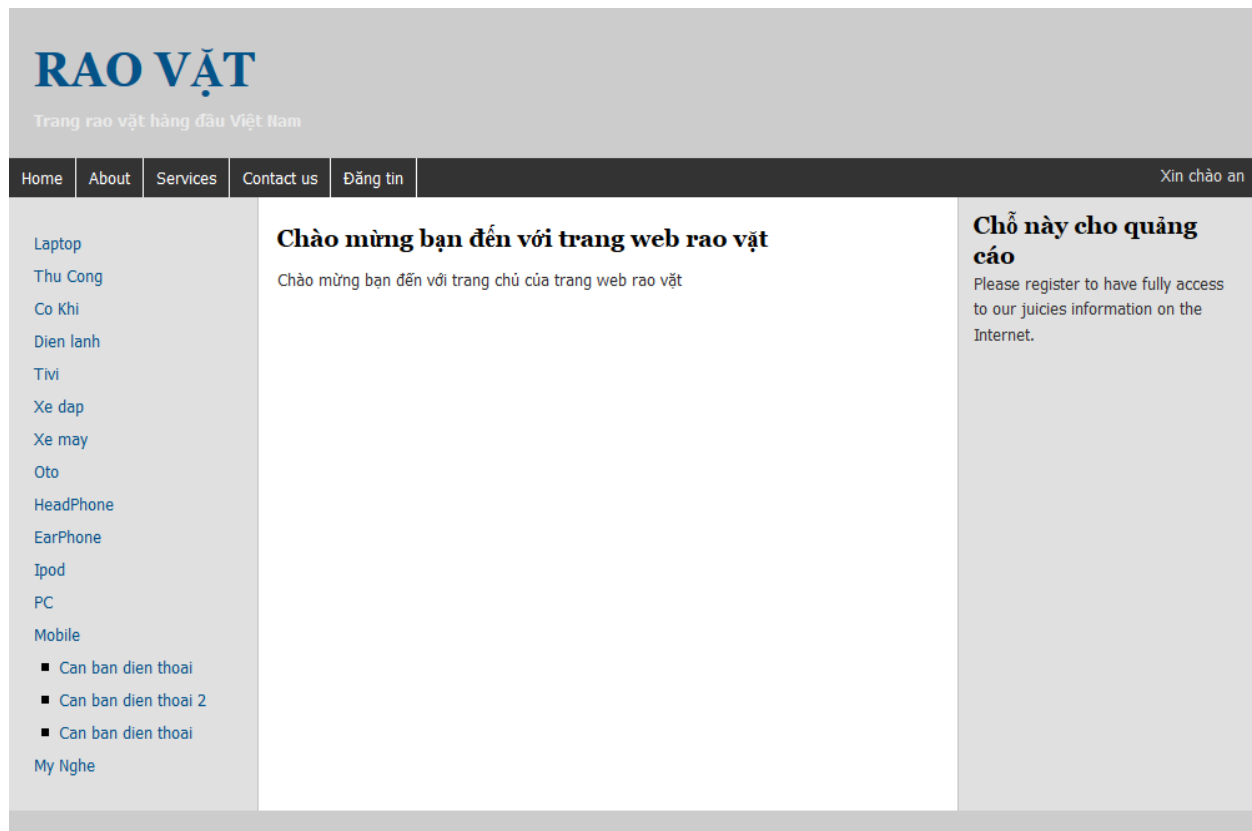 RAO VẶT
Trang rao vặt hàng đầu Việt Nam
Home About Services Contact us Đăng tin Xin chào an
Laptop
Thu Cong
Co Khi
Dien lanh
Tivi
Xe dap
Xe may
Oto
HeadPhone
EarPhone
Ipod
PC
Mobile
Can ban dien thoai
Can ban dien thoai 2
Can ban dien thoai
My Nghe
Chào mừng bạn đến với trang web rao vặt
Chào mừng bạn đến với trang chủ của trang web rao vặt
Chỗ này cho quảng
cáo
Please register to have fully access
to our juicies information on the
Internet.